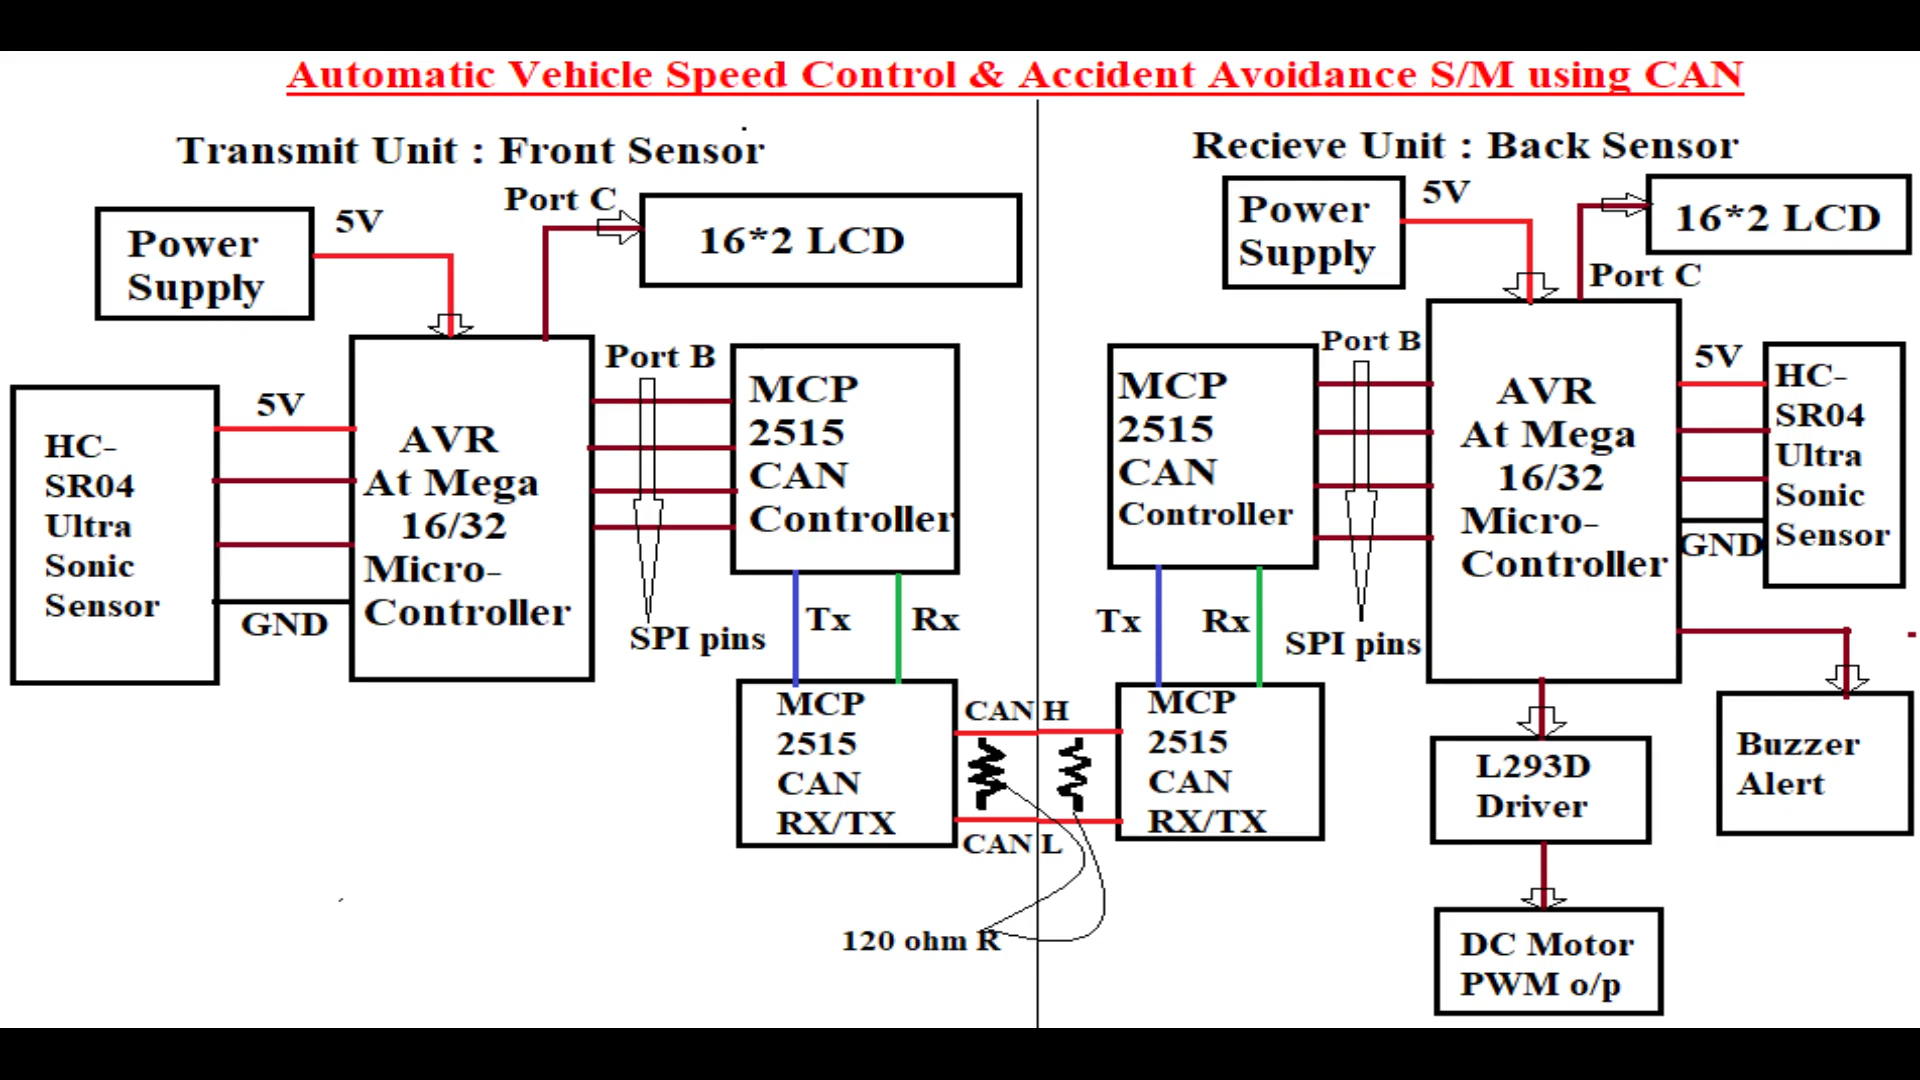 Automatic Vehicle Speed Control & Accident Avoidance S/M using CAN
Transmit Unit : Front Sensor
Port C
16*2 LCD
5V
Power
Supply
5V
HC-
SR04
Ultra
Sonic
Sensor
GND
AVR
At Mega
16/32
Micro-
Controller
Port B
SPI pins
MCP
2515
CAN
Controller
Tx
Rx
MCP
2515
CAN
RX/TX
CAN H
CAN L
120 ohm R
Recieve Unit : Back Sensor
Power
Supply
5V
16*2 LCD
Port C
Port B
MCP
2515
CAN
Controller
SPI pins
Tx
Rx
MCP
2515
CAN
RX/TX
AVR
At Mega
16/32
Micro-
Controller
5V
GND
HC-
SR04
Ultra
Sonic
Sensor
L293D
Driver
Buzzer
Alert
DC Motor
PWM o/p